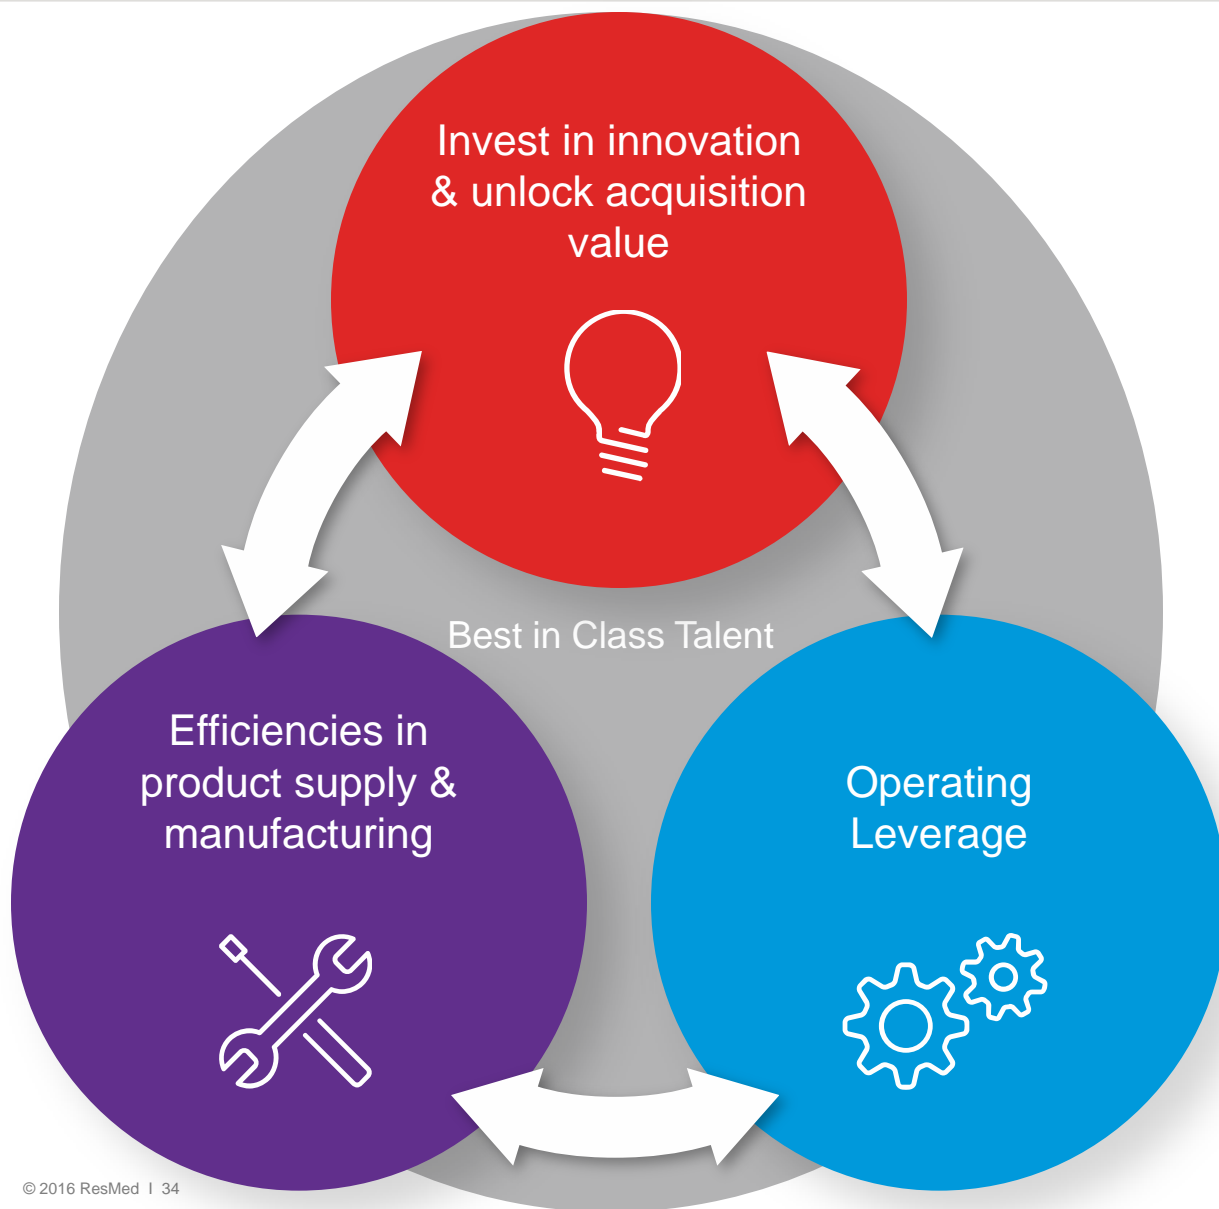 Invest in innovation
& unlock acquisition
value
Best in Class Talent
Efficiencies in
product supply &
manufacturing
Operating
Leverage
© 2016 ResMed I 34